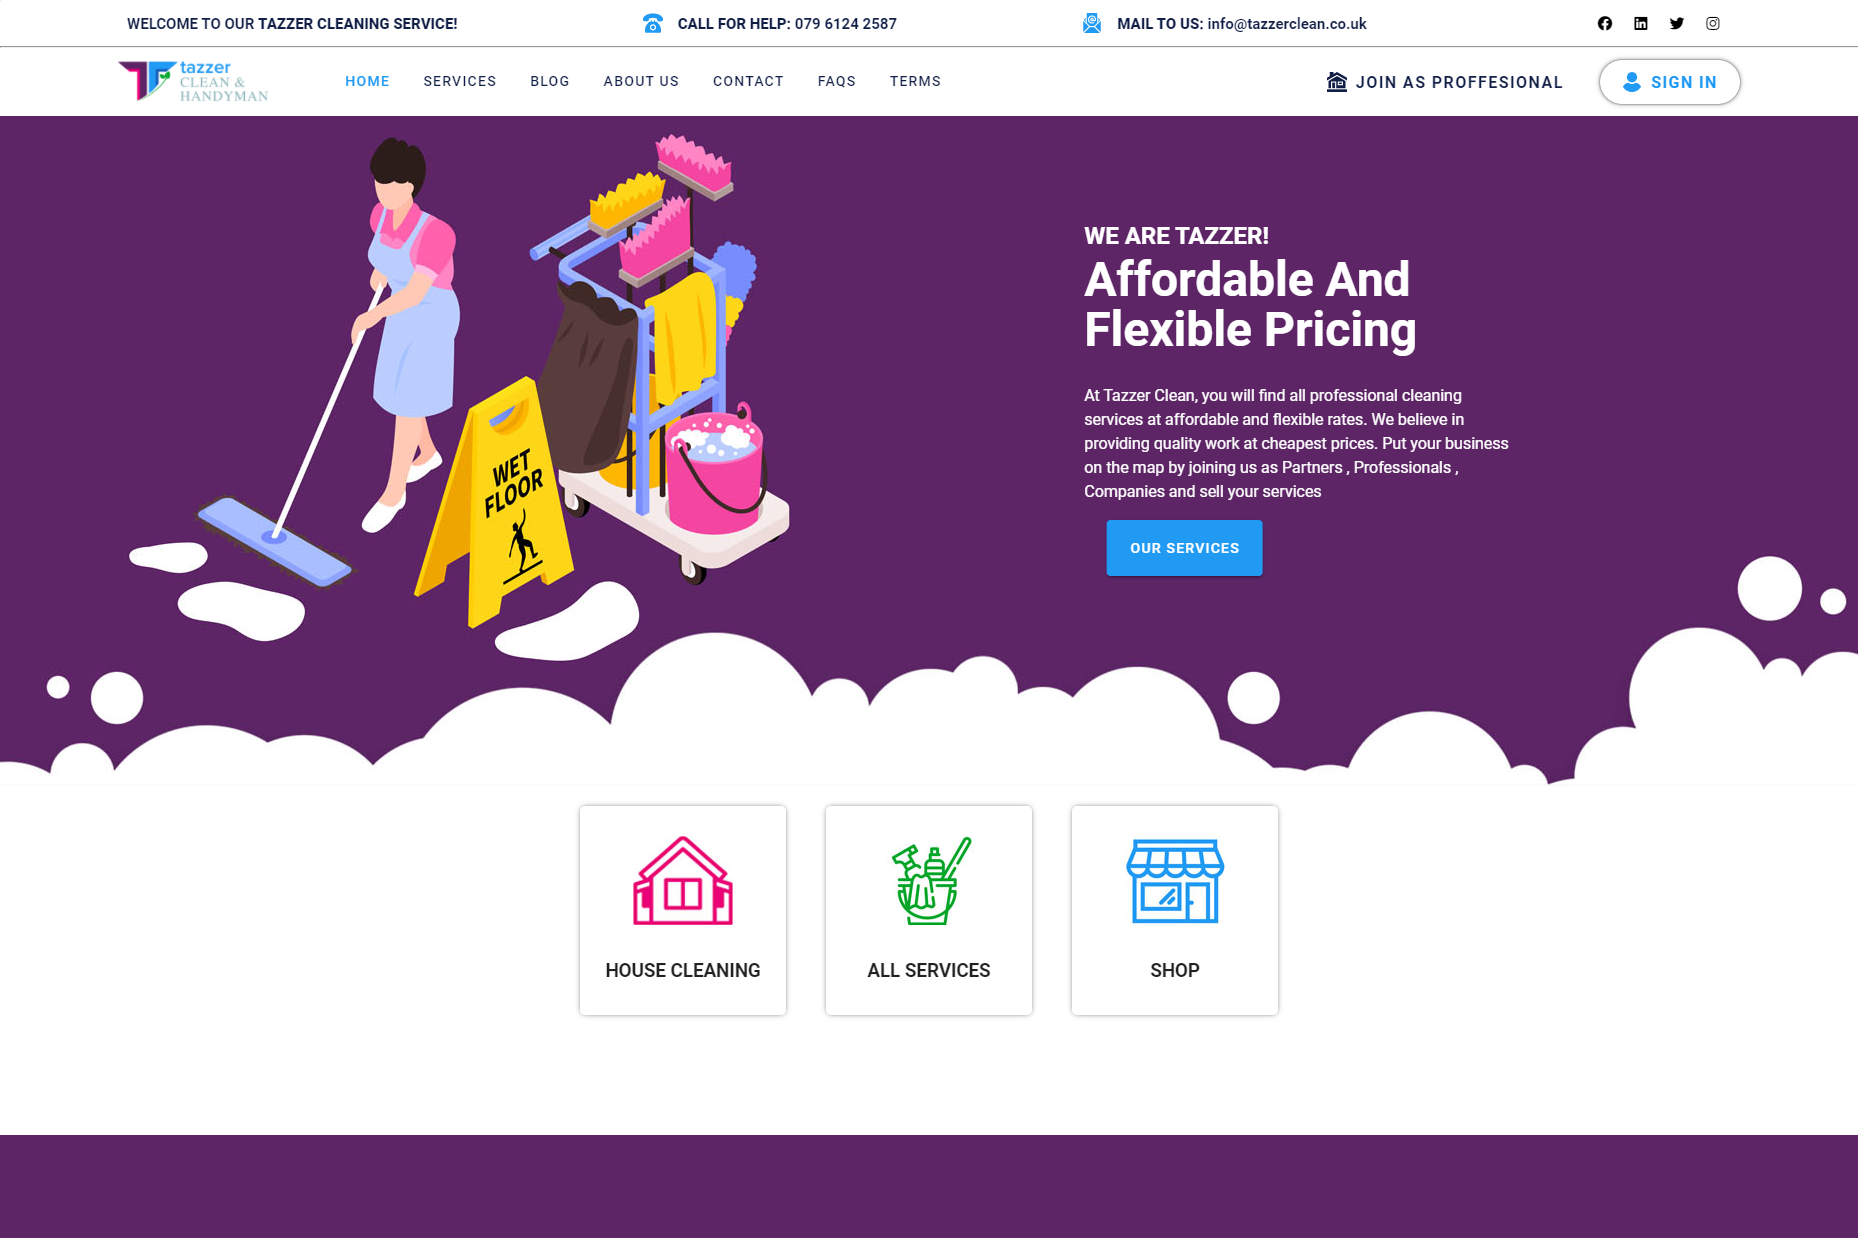 WELCOME TO OUR TAZZER CLEANING SERVICE!
CALL FOR HELP: 079 6124 2587
MAIL TO US: info@tazzerclean.co.uk
tazzer
CLEAN &
HANDYMAN
HOME
SERVICES
BLOG
ABOUT US
CONTACT
FAQS
TERMS
JOIN AS PROFFESIONAL
SIGN IN
WE ARE TAZZER!
Affordable And
Flexible Pricing
At Tazzer Clean, you will find all professional cleaning
services at affordable and flexible rates. We believe in
providing quality work at cheapest prices. Put your business
on the map by joining us as Partners , Professionals ,
Companies and sell your services
OUR SERVICES
WET
FLOOR
HOUSE CLEANING
ALL SERVICES
SHOP